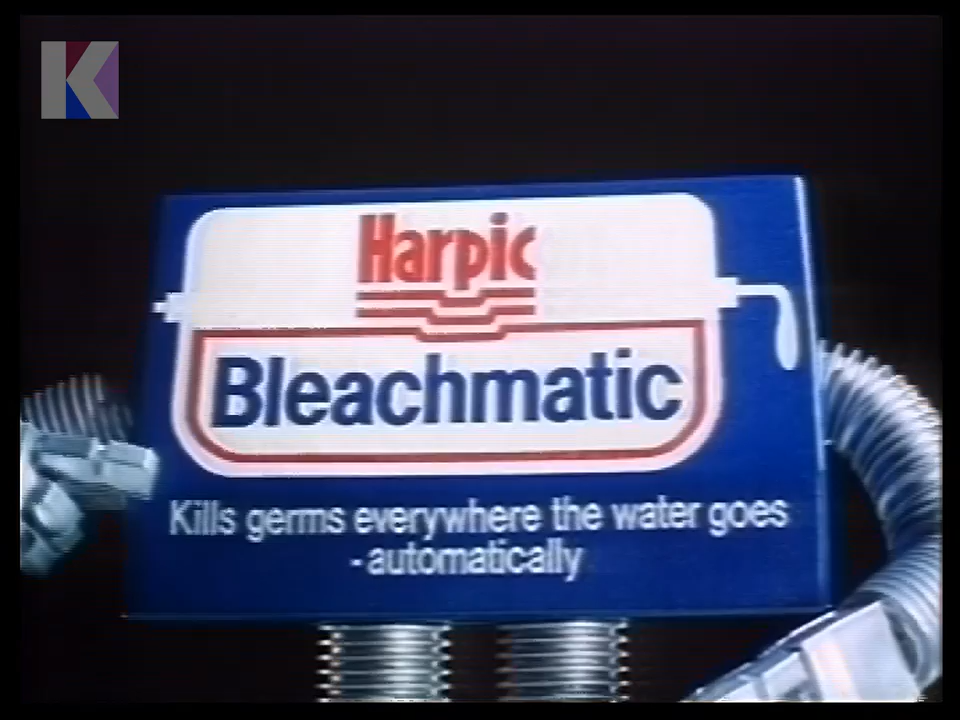 K
Harpic
Bleachmatic
Kills germs everywhere the water goes
-automatically